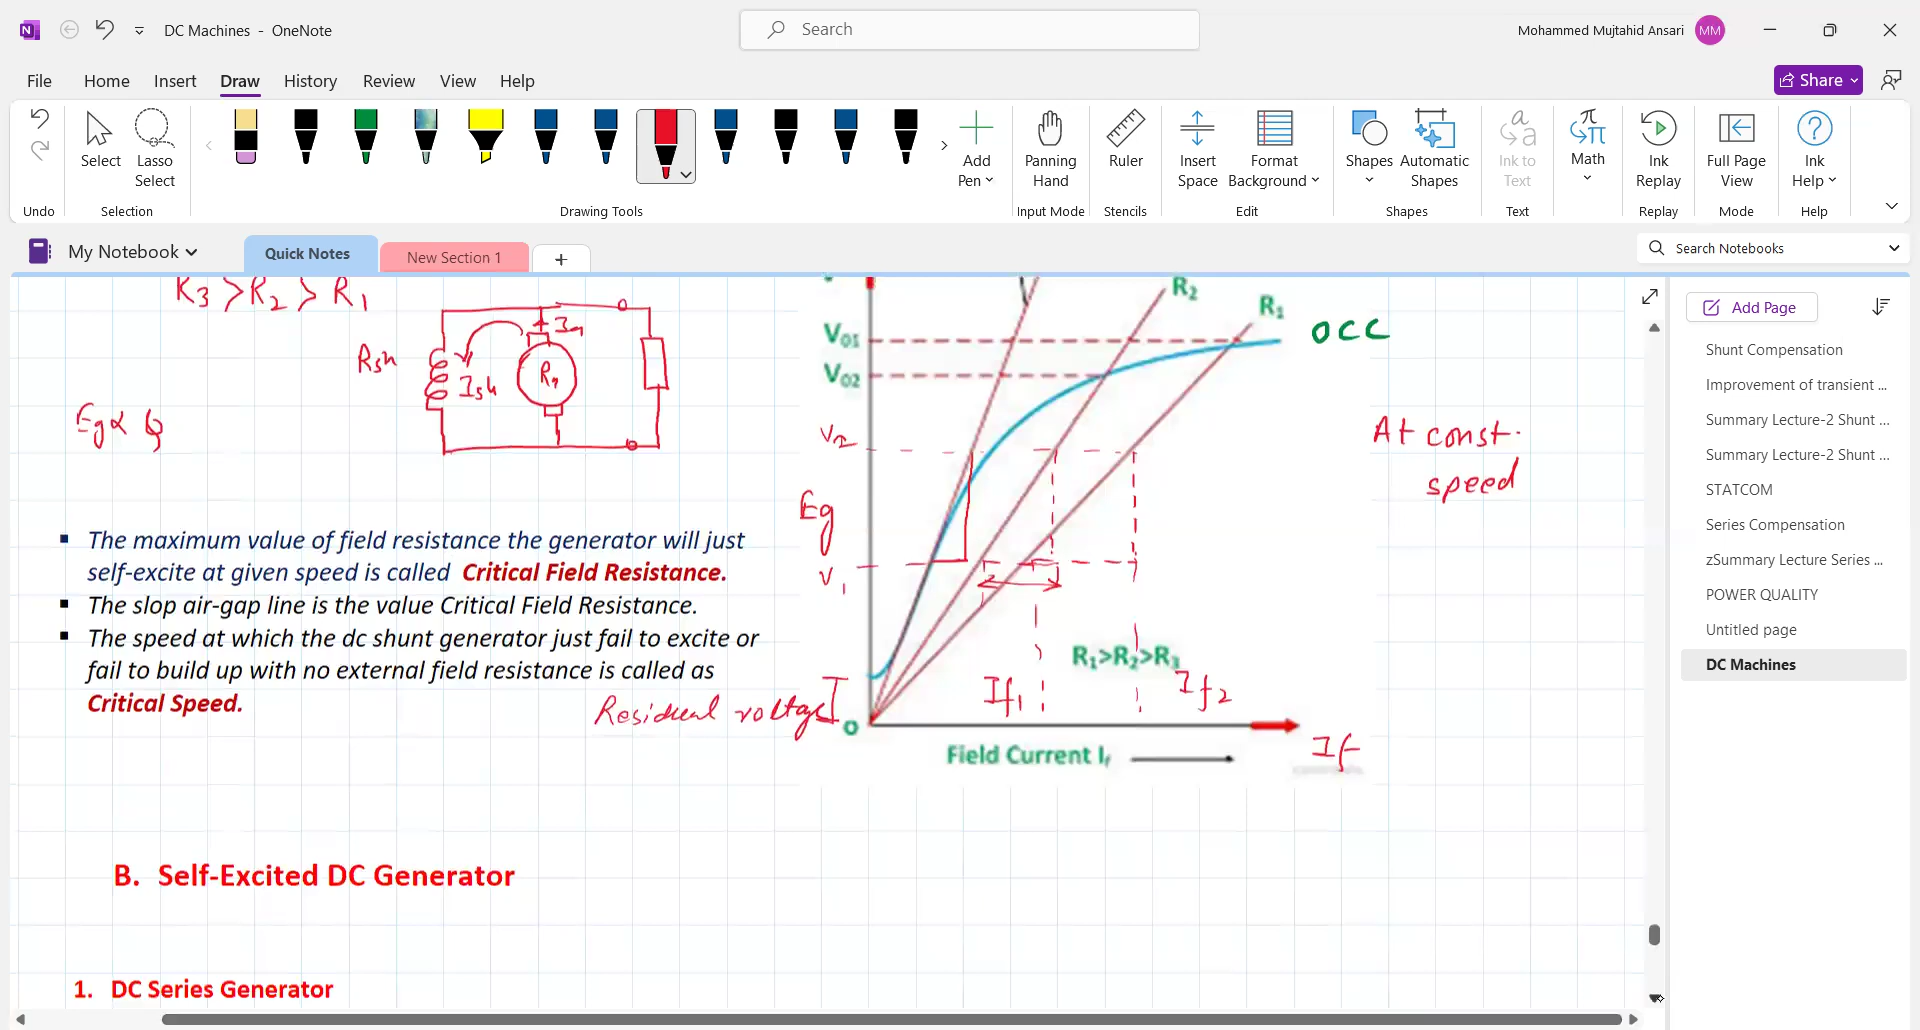 DC Machines - OneNote
Search
Mohammed Mujtahid Ansari
MM
File Home Insert Draw History Review View Help
Share
Select
Lasso Select
Add Pen
Panning Hand
Ruler
Insert Space
Format Background
Shapes
Automatic Shapes
Ink to Text
Math
Ink Replay
Full Page View
Ink Help
Undo Selection Drawing Tools Input Mode Stencils Edit Shapes Text Replay Mode Help
My Notebook
Quick Notes
New Section 1
+
Search Notebooks
R3 > R2 > R1
Rsh
Ish
Ia
Eg ∝ φ
▪ The maximum value of field resistance the generator will just
self-excite at given speed is called Critical Field Resistance.
▪ The slop air-gap line is the value Critical Field Resistance.
▪ The speed at which the dc shunt generator just fail to excite or
fail to build up with no external field resistance is called as
Critical Speed.
Residual voltage
R2
R1
OCC
V01
V02
V2
Eg
V1
At const.
speed
R1>R2>R3
If1
If2
O
Field Current If
If
B. Self-Excited DC Generator
1. DC Series Generator
Add Page
Shunt Compensation
Improvement of transient ...
Summary Lecture-2 Shunt ...
Summary Lecture-2 Shunt ...
STATCOM
Series Compensation
zSummary Lecture Series ...
POWER QUALITY
Untitled page
DC Machines